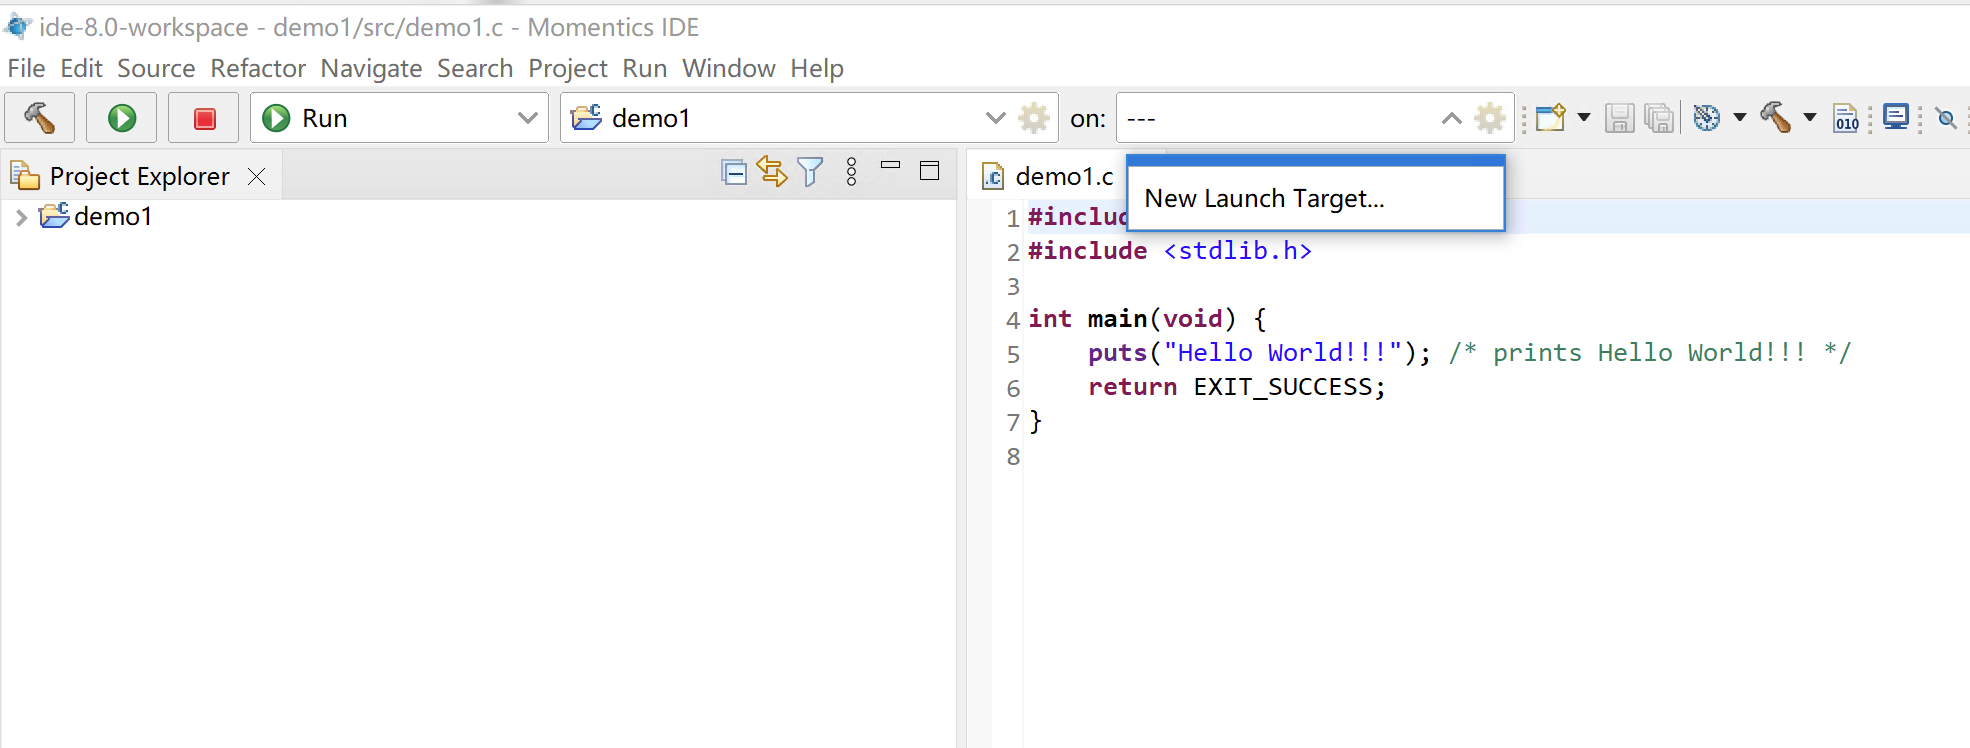 ide-8.0-workspace - demo1/src/demo1.c - Momentics IDE
File Edit Source Refactor Navigate Search Project Run Window Help
Run demo1 on: --- 010
Project Explorer
demo1.c
New Launch Target...
demo1
1 #includ
2 #include <stdlib.h>
3
4 int main(void) {
5     puts("Hello World!!!"); /* prints Hello World!!! */
6     return EXIT_SUCCESS;
7 }
8